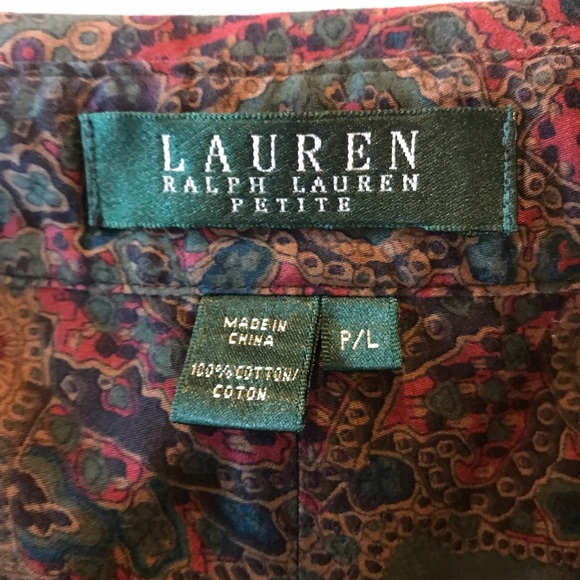 LAUREN
RALPH LAUREN
PETITE
MADE IN
CHINA
100% COTTON/
COTON
P/L